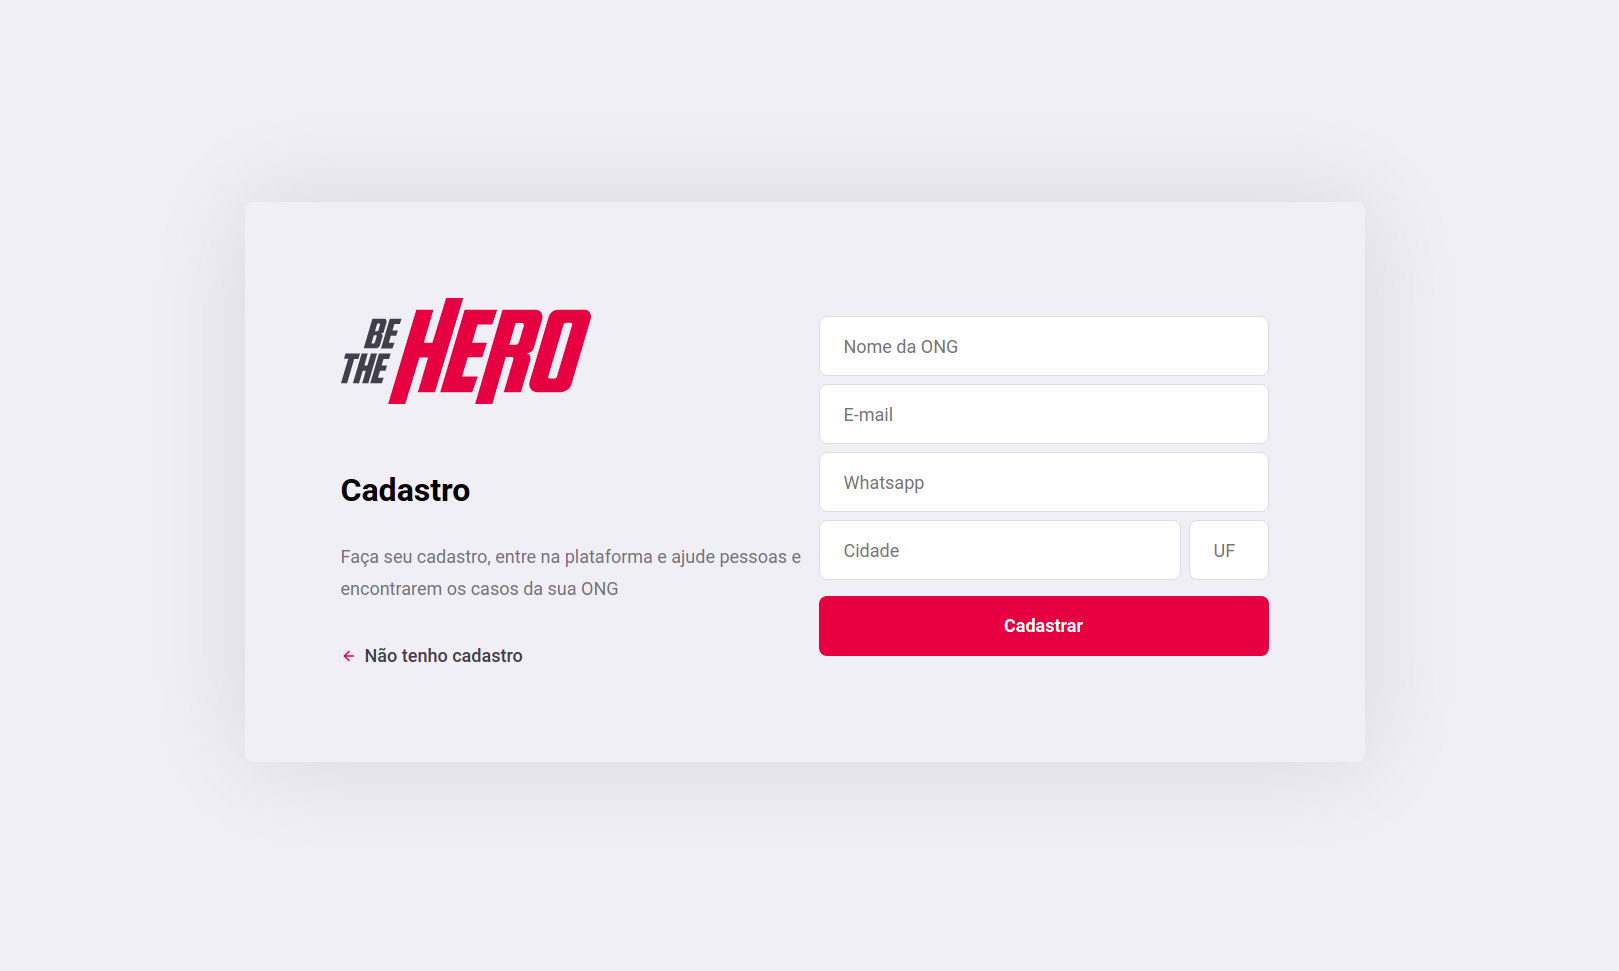 BE
THE
HERO
Cadastro
Faça seu cadastro, entre na plataforma e ajude pessoas e
encontrarem os casos da sua ONG
Não tenho cadastro
Nome da ONG
E-mail
Whatsapp
Cidade
UF
Cadastrar